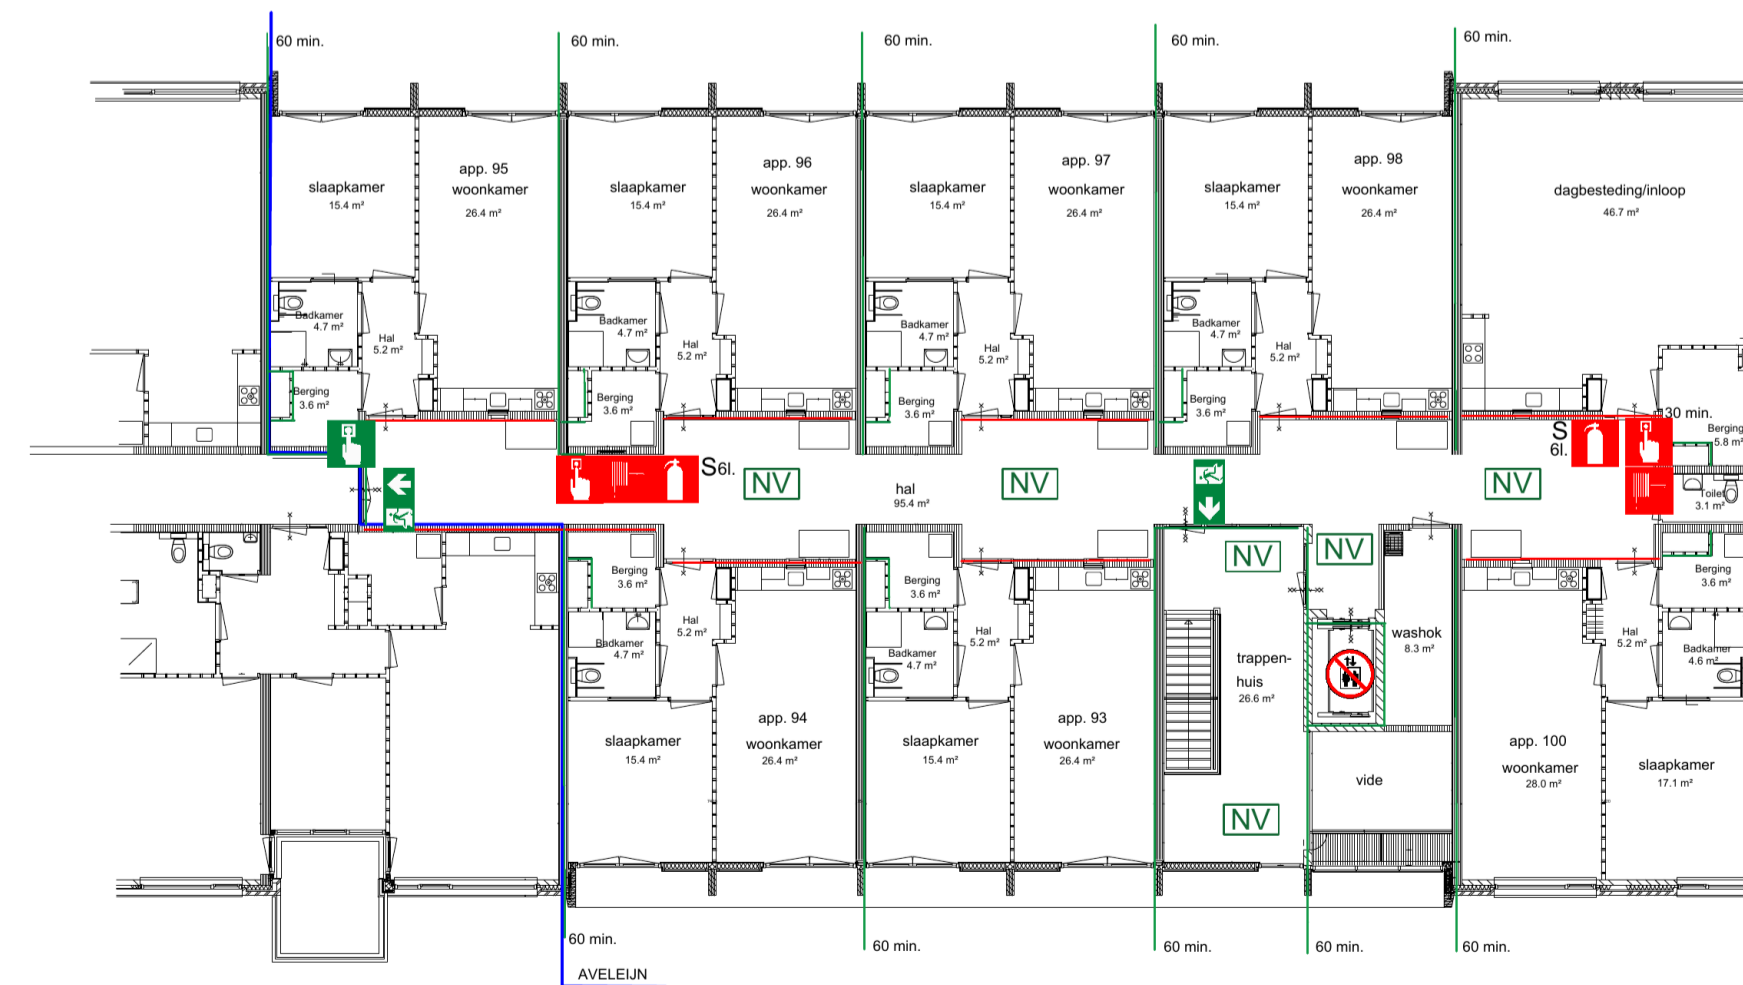 60 min.
60 min.
60 min.
60 min.
60 min.
app. 95
woonkamer
26.4 m²
slaapkamer
15.4 m²
app. 96
woonkamer
26.4 m²
slaapkamer
15.4 m²
app. 97
woonkamer
26.4 m²
slaapkamer
15.4 m²
app. 98
woonkamer
26.4 m²
slaapkamer
15.4 m²
dagbesteding/inloop
46.7 m²
Badkamer
4.7 m²
Hal
5.2 m²
Berging
3.6 m²
Badkamer
4.7 m²
Hal
5.2 m²
Berging
3.6 m²
Badkamer
4.7 m²
Hal
5.2 m²
Berging
3.6 m²
Badkamer
4.7 m²
Hal
5.2 m²
Berging
3.6 m²
30 min.
Berging
5.8 m²
S
6l.
S6l.
NV
hal
95.4 m²
NV
NV
Toilet
3.1 m²
NV
NV
Berging
3.6 m²
Hal
5.2 m²
Badkamer
4.7 m²
Berging
3.6 m²
Hal
5.2 m²
Badkamer
4.7 m²
trappen-
huis
26.6 m²
washok
8.3 m²
Berging
3.6 m²
Hal
5.2 m²
Badkamer
4.6 m²
slaapkamer
15.4 m²
app. 94
woonkamer
26.4 m²
slaapkamer
15.4 m²
app. 93
woonkamer
26.4 m²
vide
NV
app. 100
woonkamer
28.0 m²
slaapkamer
17.1 m²
60 min.
60 min.
60 min.
60 min.
60 min.
AVELEIJN